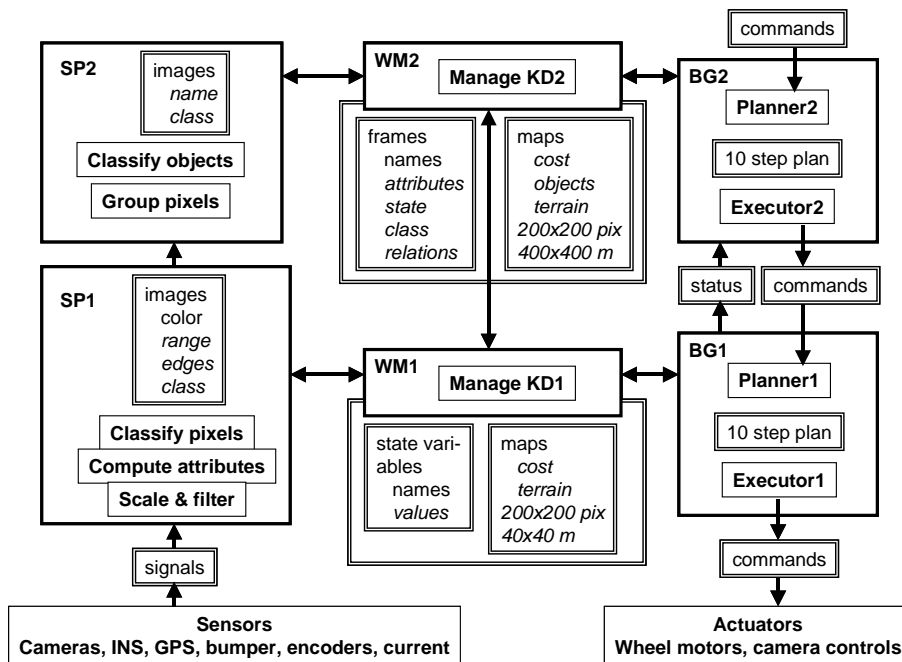 commands
SP2
images
name
class
Classify objects
Group pixels
WM2
Manage KD2
frames
names
attributes
state
class
relations
maps
cost
objects
terrain
200x200 pix
400x400 m
BG2
Planner2
10 step plan
Executor2
status
commands
SP1
images
color
range
edges
class
Classify pixels
Compute attributes
Scale & filter
WM1
Manage KD1
state vari-
ables
names
values
maps
cost
terrain
200x200 pix
40x40 m
BG1
Planner1
10 step plan
Executor1
signals
commands
Sensors
Cameras, INS, GPS, bumper, encoders, current
Actuators
Wheel motors, camera controls